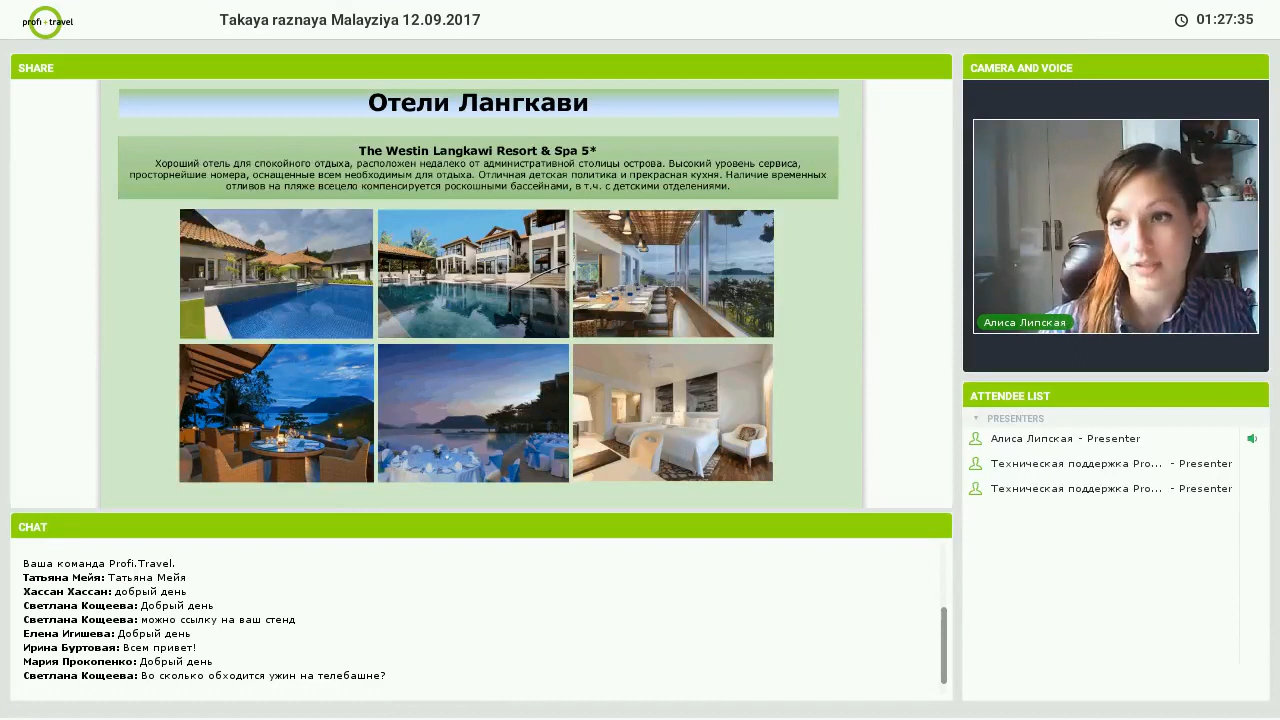 profi+travel
Takaya raznaya Malayziya 12.09.2017
01:27:35
SHARE
Отели Лангкави
The Westin Langkawi Resort & Spa 5*
Хороший отель для спокойного отдыха, расположен недалеко от административной столицы острова. Высокий уровень сервиса,
просторнейшие номера, оснащенные всем необходимым для отдыха. Отличная детская политика и прекрасная кухня. Наличие временных
отливов на пляже всецело компенсируется роскошными бассейнами, в т.ч. с детскими отделениями.
CHAT
Ваша команда Profi.Travel.
Татьяна Мейя: Татьяна Мейя
Хассан Хассан: добрый день
Светлана Кощеева: Добрый день
Светлана Кощеева: можно ссылку на ваш стенд
Елена Игишева: Добрый день
Ирина Буртовая: Всем привет!
Мария Прокопенко: Добрый день
Светлана Кощеева: Во сколько обходится ужин на телебашне?
CAMERA AND VOICE
Алиса Липская
ATTENDEE LIST
PRESENTERS
Алиса Липская - Presenter
Техническая поддержка Pro... - Presenter
Техническая поддержка Pro... - Presenter